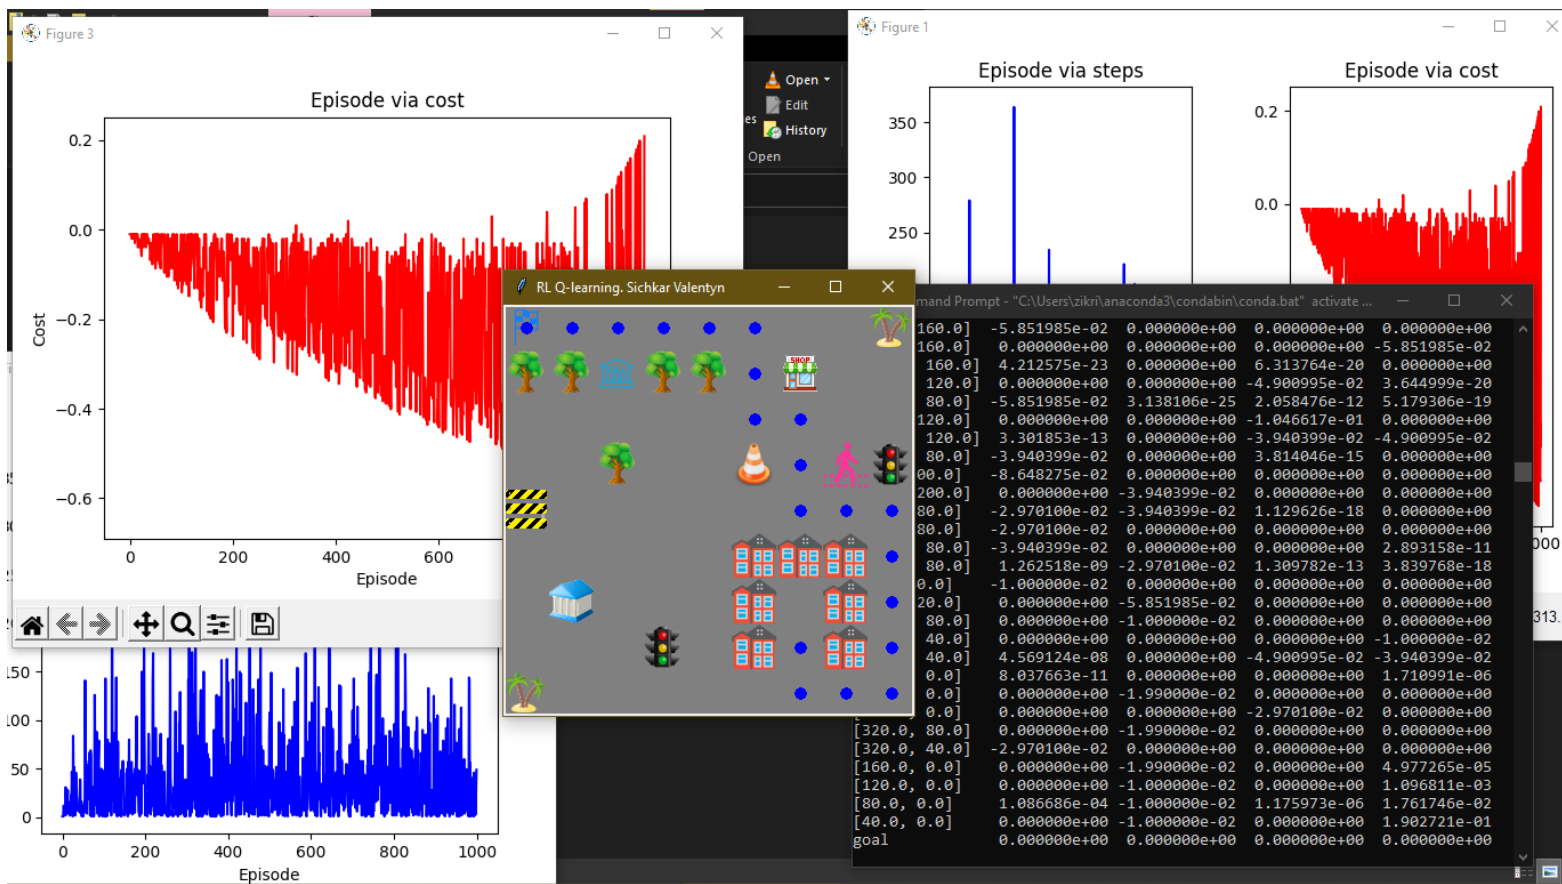 Figure 3
Episode via cost
0.2
0.0
−0.2
−0.4
−0.6
Cost
0
200
400
600
Episode
Open
Edit
es
History
Open
Figure 1
Episode via steps
350
300
250
Episode via cost
0.2
0.0
000
313.
RL Q-learning. Sichkar Valentyn
SHOP
mand Prompt - "C:\Users\zikri\anaconda3\condabin\conda.bat" activate ...
160.0] -5.851985e-02 0.000000e+00 0.000000e+00 0.000000e+00
160.0] 0.000000e+00 0.000000e+00 0.000000e+00 -5.851985e-02
160.0] 4.212575e-23 0.000000e+00 6.313764e-20 0.000000e+00
120.0] 0.000000e+00 0.000000e+00 -4.900995e-02 3.644999e-20
80.0] -5.851985e-02 3.138106e-25 2.058476e-12 5.179306e-19
120.0] 0.000000e+00 0.000000e+00 -1.046617e-01 0.000000e+00
120.0] 3.301853e-13 0.000000e+00 -3.940399e-02 -4.900995e-02
80.0] -3.940399e-02 0.000000e+00 3.814046e-15 0.000000e+00
00.0] -8.648275e-02 0.000000e+00 0.000000e+00 0.000000e+00
200.0] 0.000000e+00 -3.940399e-02 0.000000e+00 0.000000e+00
80.0] -2.970100e-02 -3.940399e-02 1.129626e-18 0.000000e+00
80.0] -2.970100e-02 0.000000e+00 0.000000e+00 0.000000e+00
80.0] -3.940399e-02 0.000000e+00 0.000000e+00 2.893158e-11
80.0] 1.262518e-09 -2.970100e-02 1.309782e-13 3.839768e-18
0.0] -1.000000e-02 0.000000e+00 0.000000e+00 0.000000e+00
20.0] 0.000000e+00 -5.851985e-02 0.000000e+00 0.000000e+00
80.0] 0.000000e+00 -1.000000e-02 0.000000e+00 0.000000e+00
40.0] 0.000000e+00 0.000000e+00 0.000000e+00 -1.000000e-02
40.0] 4.569124e-08 0.000000e+00 -4.900995e-02 -3.940399e-02
0.0] 8.037663e-11 0.000000e+00 0.000000e+00 1.710991e-06
0.0] 0.000000e+00 -1.990000e-02 0.000000e+00 0.000000e+00
0.0] 0.000000e+00 0.000000e+00 -2.970100e-02 0.000000e+00
[320.0, 80.0] 0.000000e+00 -1.990000e-02 0.000000e+00 0.000000e+00
[320.0, 40.0] -2.970100e-02 0.000000e+00 0.000000e+00 0.000000e+00
[160.0, 0.0] 0.000000e+00 -1.990000e-02 0.000000e+00 4.977265e-05
[120.0, 0.0] 0.000000e+00 -1.000000e-02 0.000000e+00 1.096811e-03
[80.0, 0.0] 1.086686e-04 -1.000000e-02 1.175973e-06 1.761746e-02
[40.0, 0.0] 0.000000e+00 -1.000000e-02 0.000000e+00 1.902721e-01
goal 0.000000e+00 0.000000e+00 0.000000e+00 0.000000e+00
150
100
50
0
0
200
400
600
800
1000
Episode